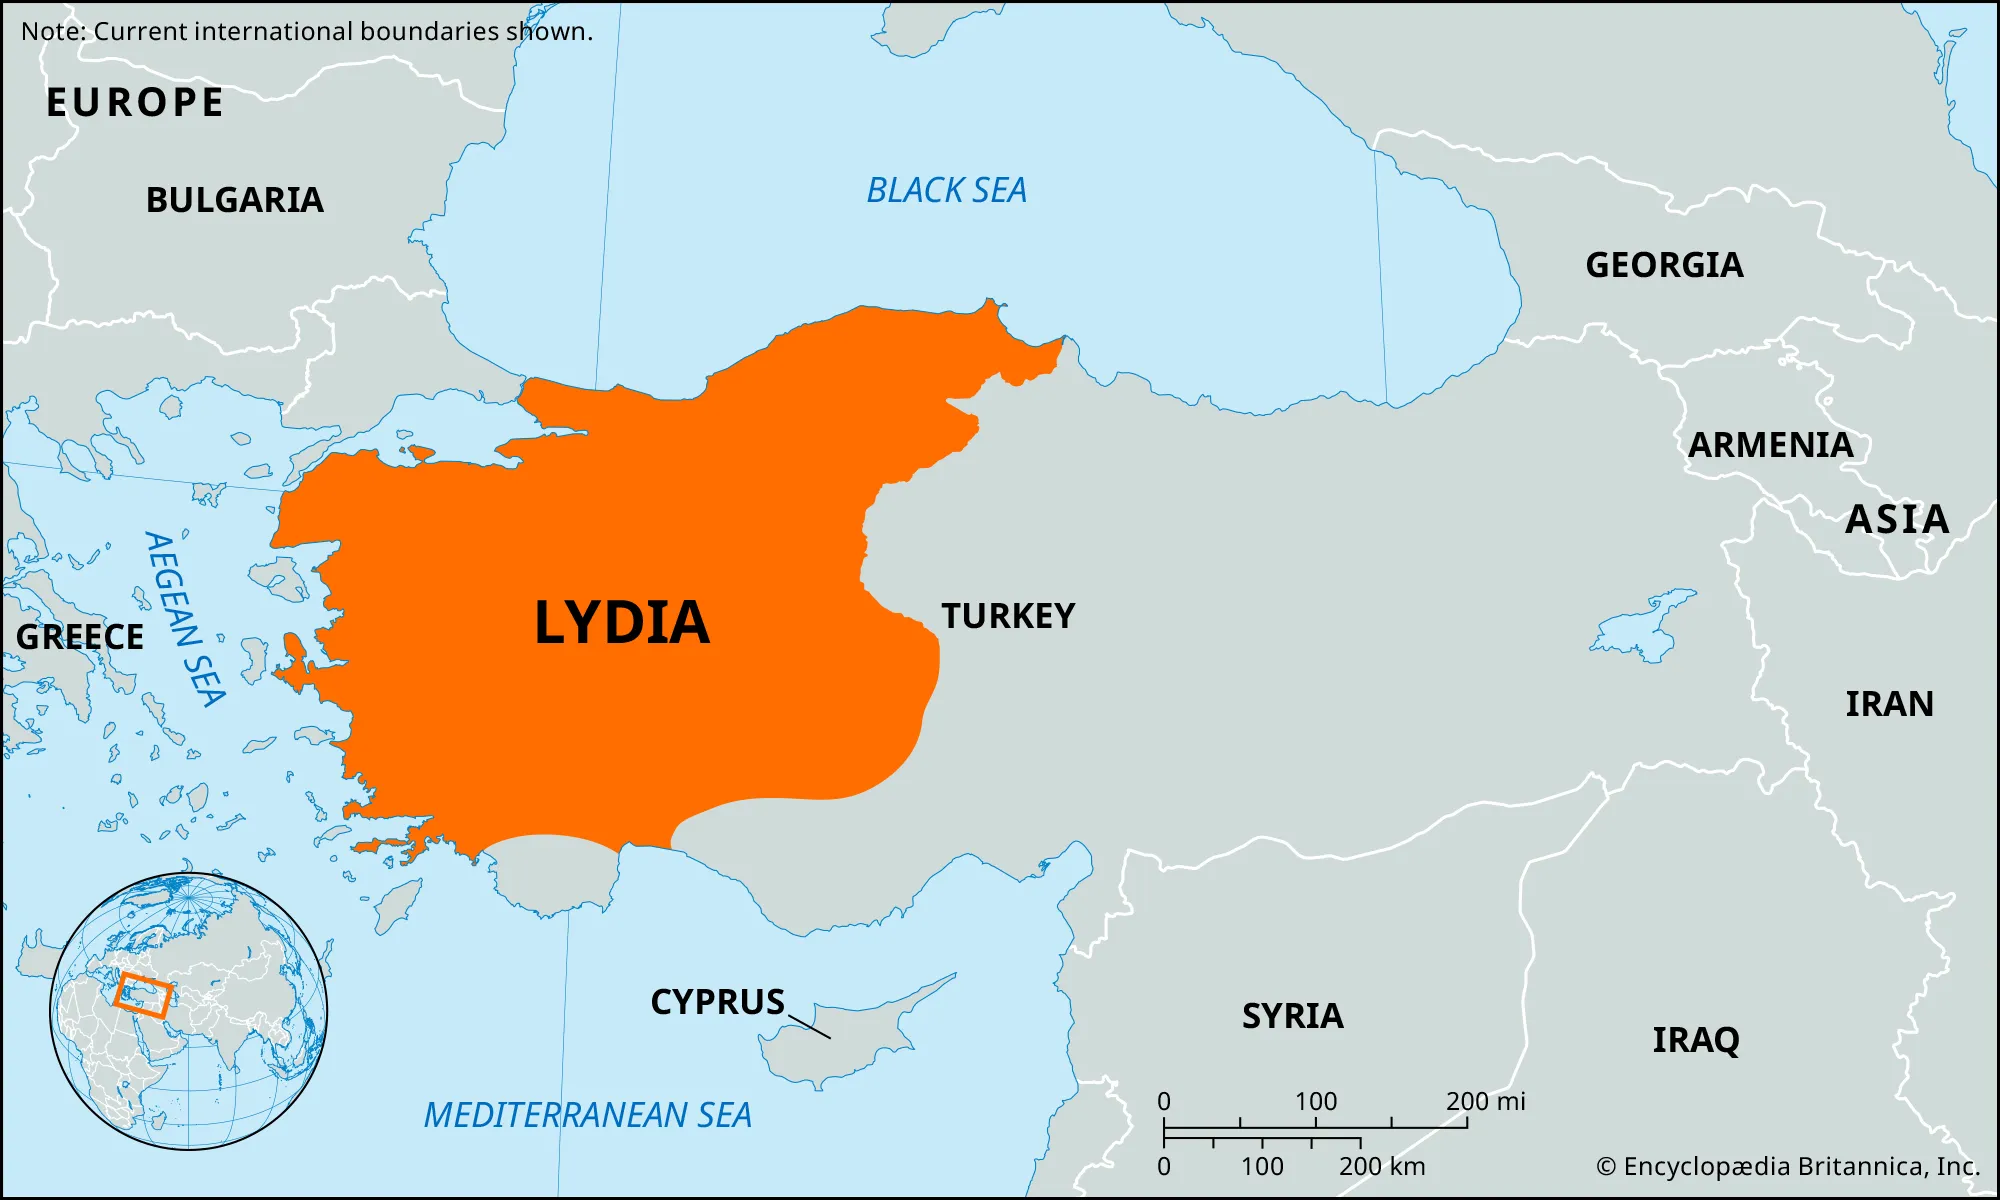 Note: Current international boundaries shown.
EUROPE
BULGARIA
BLACK SEA
GEORGIA
ARMENIA
ASIA
AEGEAN SEA
GREECE
LYDIA
TURKEY
IRAN
CYPRUS
SYRIA
IRAQ
MEDITERRANEAN SEA
0 100 200 mi
0 100 200 km
© Encyclopædia Britannica, Inc.